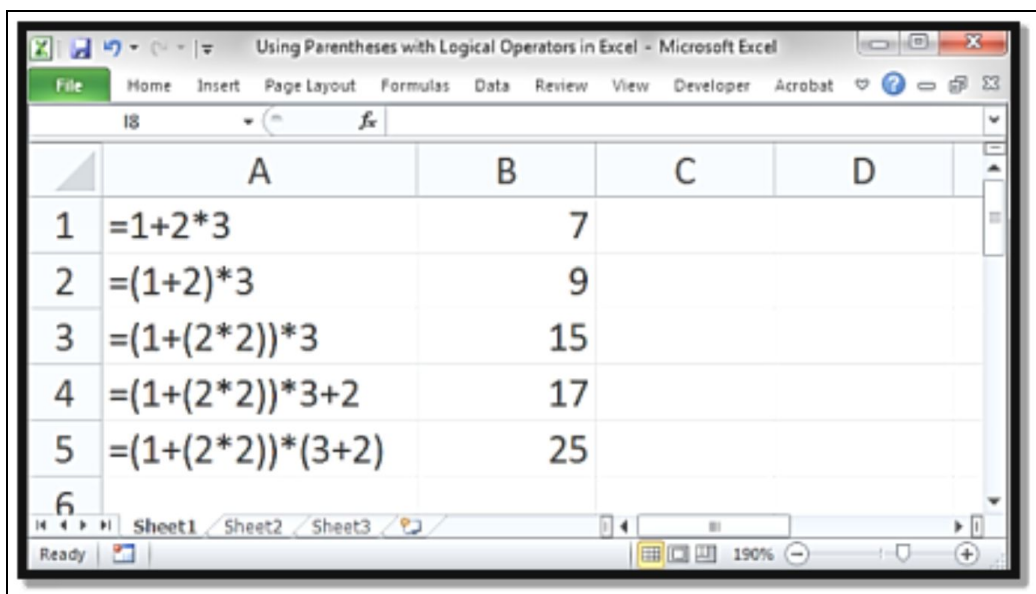 Using Parentheses with Logical Operators in Excel - Microsoft Excel
File Home Insert Page Layout Formulas Data Review View Developer Acrobat
I8 fx
A B C D
1 =1+2*3 7
2 =(1+2)*3 9
3 =(1+(2*2))*3 15
4 =(1+(2*2))*3+2 17
5 =(1+(2*2))*(3+2) 25
6
Sheet1 Sheet2 Sheet3
Ready 190%